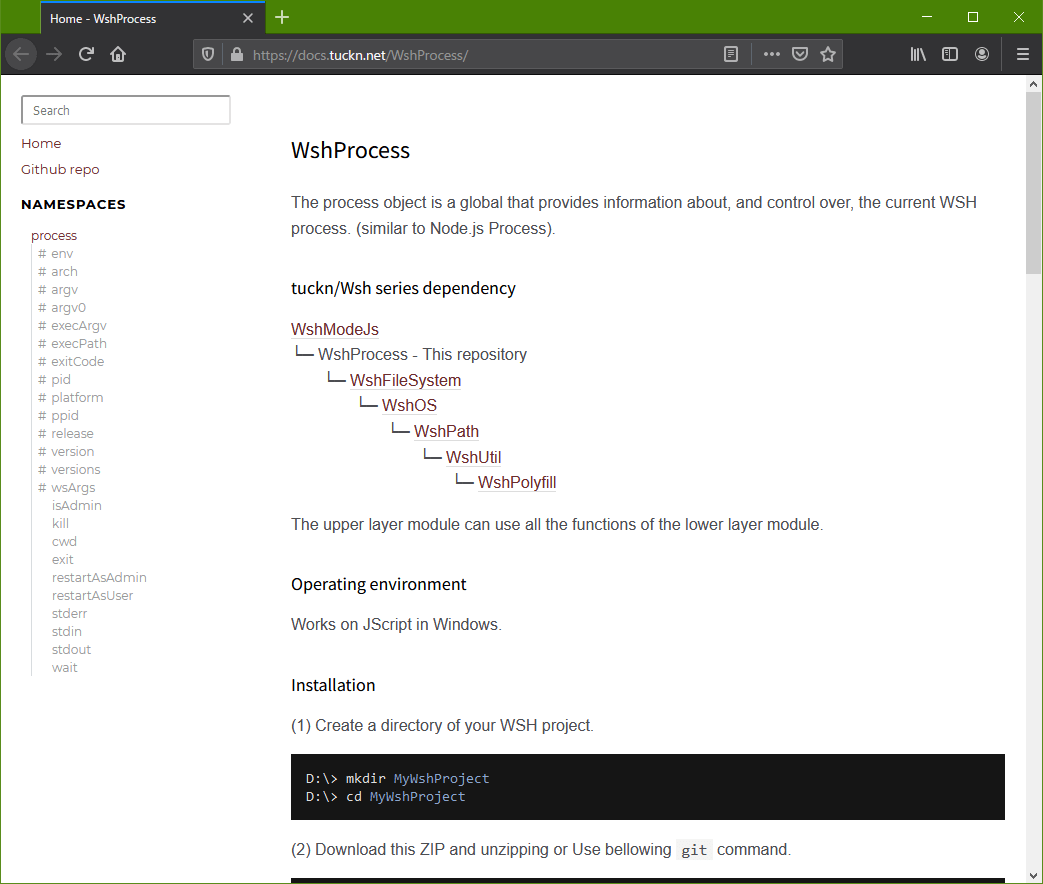 Home - WshProcess
https://docs.tuckn.net/WshProcess/
Search
Home
Github repo
NAMESPACES
process
# env
# arch
# argv
# argv0
# execArgv
# execPath
# exitCode
# pid
# platform
# ppid
# release
# version
# versions
# wsArgs
isAdmin
kill
cwd
exit
restartAsAdmin
restartAsUser
stderr
stdin
stdout
wait
WshProcess
The process object is a global that provides information about, and control over, the current WSH
process. (similar to Node.js Process).
tuckn/Wsh series dependency
WshModeJs
└─ WshProcess - This repository
└─ WshFileSystem
└─ WshOS
└─ WshPath
└─ WshUtil
└─ WshPolyfill
The upper layer module can use all the functions of the lower layer module.
Operating environment
Works on JScript in Windows.
Installation
(1) Create a directory of your WSH project.
D:\> mkdir MyWshProject
D:\> cd MyWshProject
(2) Download this ZIP and unzipping or Use bellowing git command.